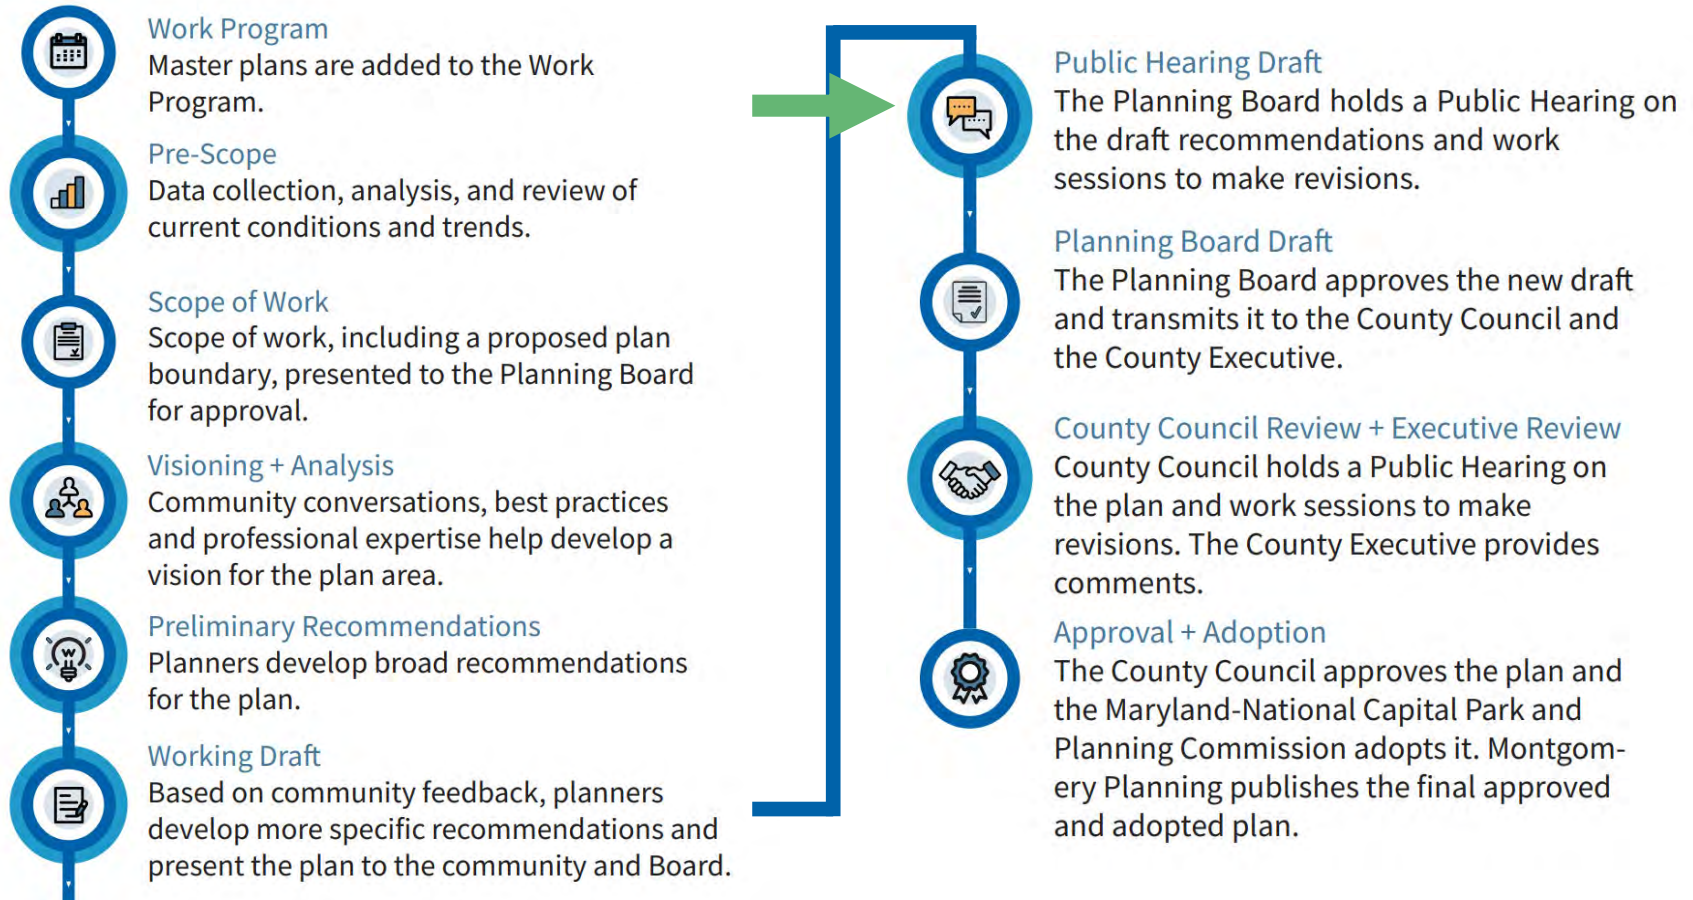 Work Program
Master plans are added to the Work
Program.
Pre-Scope
Data collection, analysis, and review of
current conditions and trends.
Scope of Work
Scope of work, including a proposed plan
boundary, presented to the Planning Board
for approval.
Visioning + Analysis
Community conversations, best practices
and professional expertise help develop a
vision for the plan area.
Preliminary Recommendations
Planners develop broad recommendations
for the plan.
Working Draft
Based on community feedback, planners
develop more specific recommendations and
present the plan to the community and Board.
Public Hearing Draft
The Planning Board holds a Public Hearing on
the draft recommendations and work
sessions to make revisions.
Planning Board Draft
The Planning Board approves the new draft
and transmits it to the County Council and
the County Executive.
County Council Review + Executive Review
County Council holds a Public Hearing on
the plan and work sessions to make
revisions. The County Executive provides
comments.
Approval + Adoption
The County Council approves the plan and
the Maryland-National Capital Park and
Planning Commission adopts it. Montgom-
ery Planning publishes the final approved
and adopted plan.